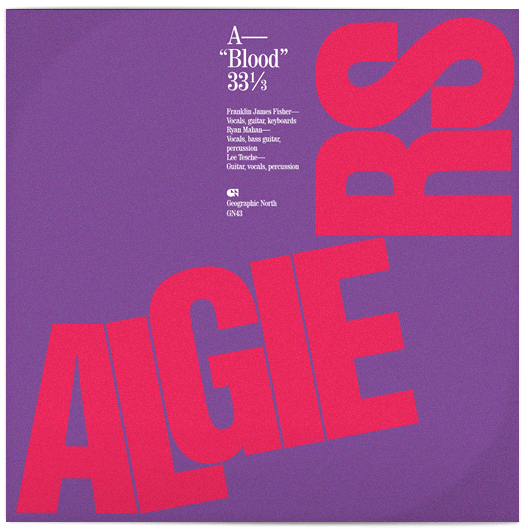 A—
“Blood”
33⅓
Franklin James Fisher—
Vocals, guitar, keyboards
Ryan Mahan—
Vocals, bass guitar,
percussion
Lee Tesche—
Guitar, vocals, percussion
GN
Geographic North
GN43
ALGIE
RS